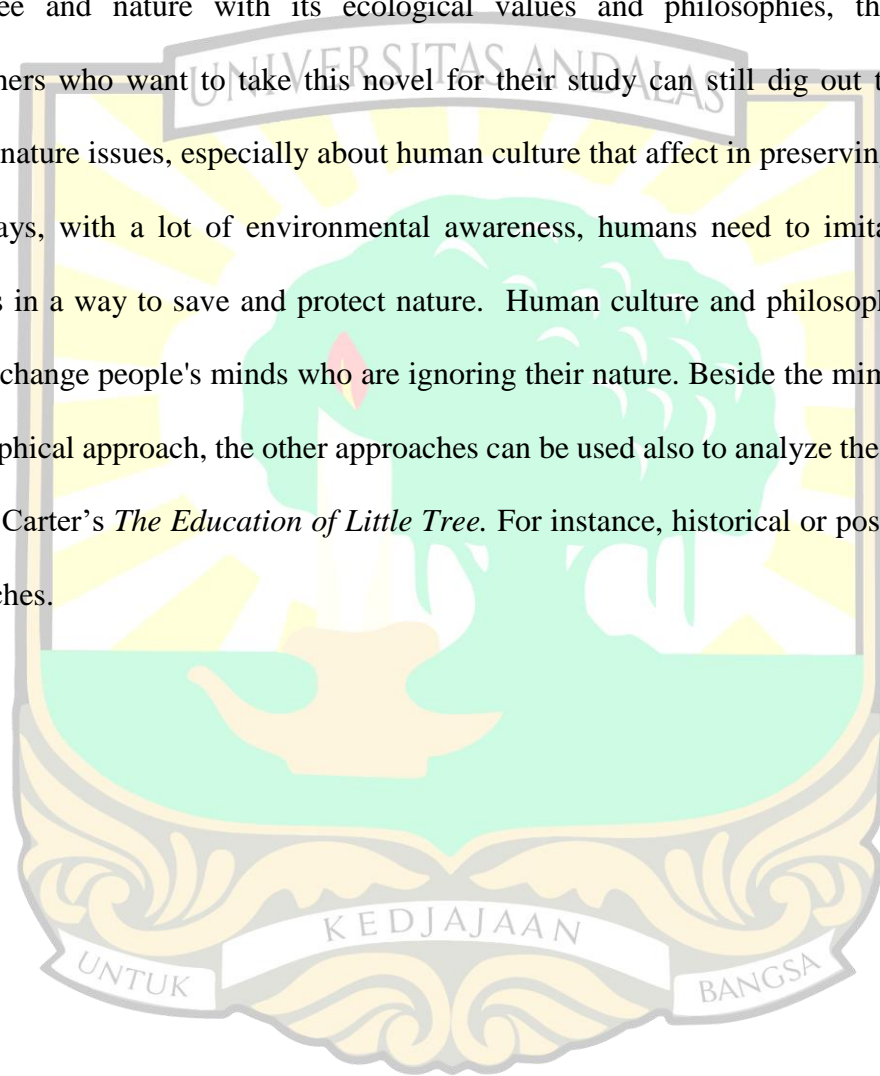 ee and nature with its ecological values and philosophies, th
UNIVERSITAS ANDALAS
ners who want to take this novel for their study can still dig out t
nature issues, especially about human culture that affect in preservin
ays, with a lot of environmental awareness, humans need to imita
s in a way to save and protect nature. Human culture and philosoph
change people's minds who are ignoring their nature. Beside the mim
phical approach, the other approaches can be used also to analyze the
Carter’s The Education of Little Tree. For instance, historical or pos
ches.
KEDJAJAAN
UNTUK
BANGSA